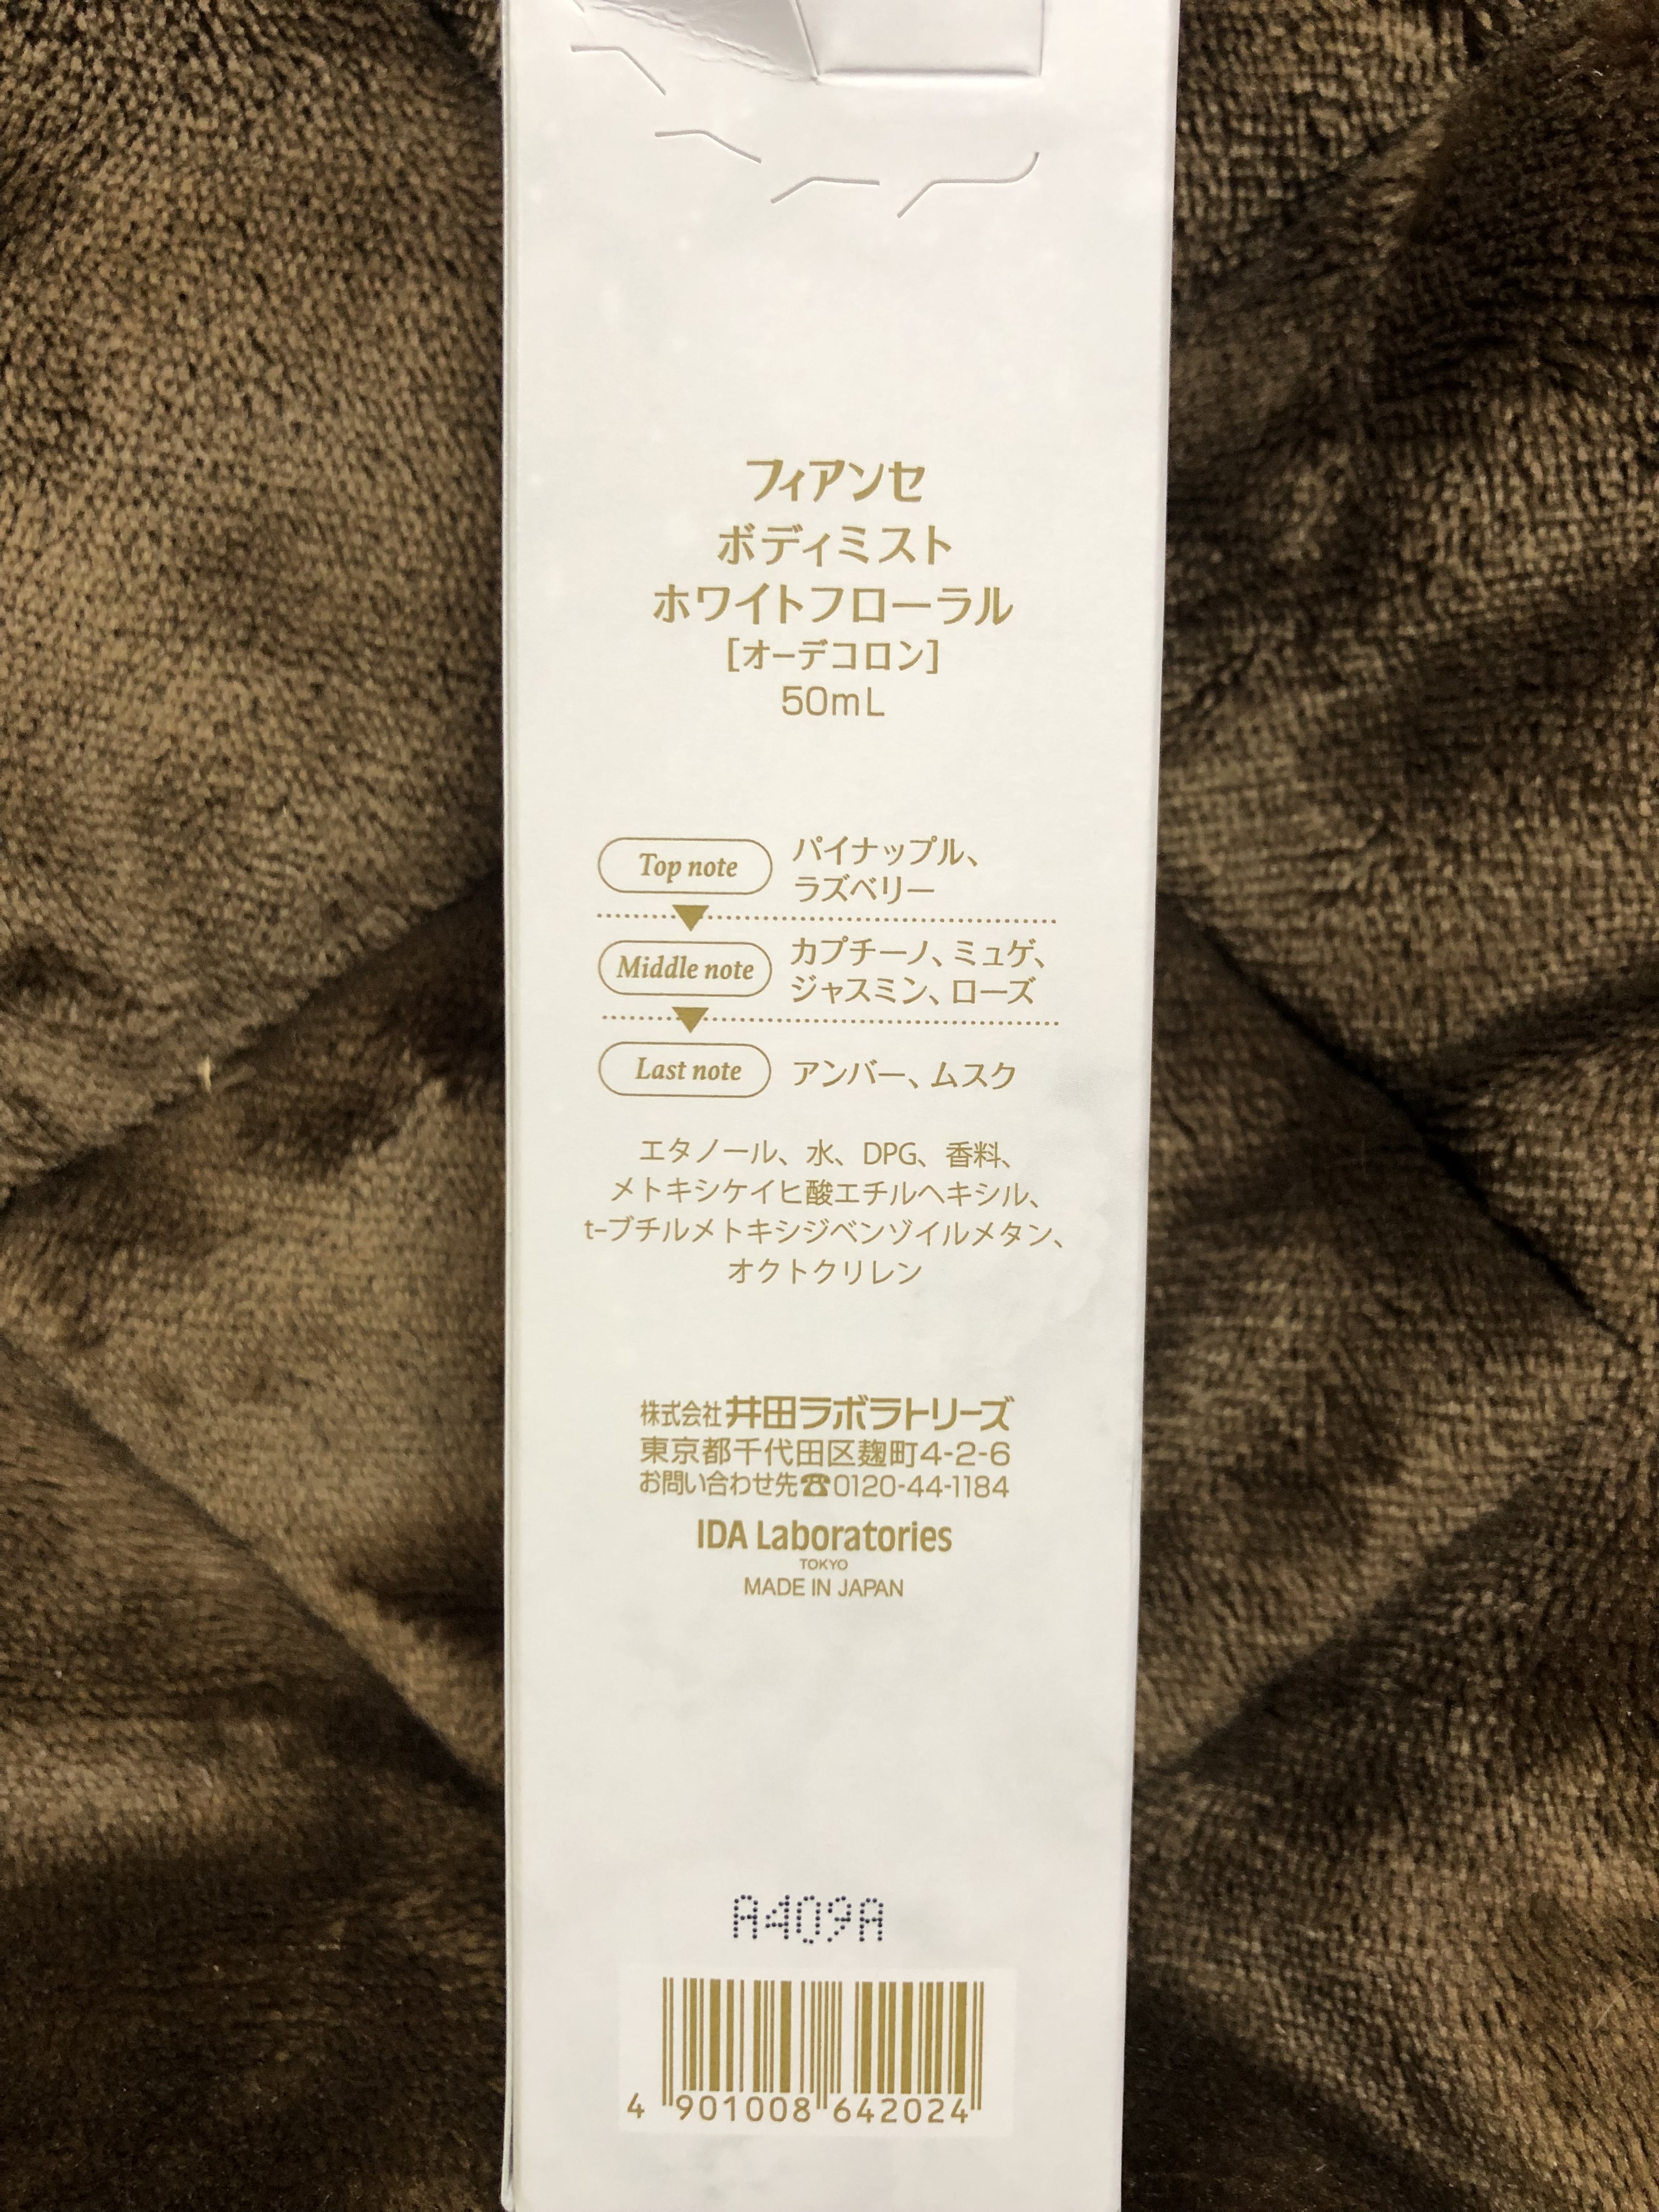 フィアンセ
ボディミスト
ホワイトフローラル
[オーデコロン]
50mL
Top note
パイナップル、
ラズベリー
Middle note
カプチーノ、ミュゲ、
ジャスミン、ローズ
Last note
アンバー、ムスク
エタノール、水、DPG、香料、
メトキシケイヒ酸エチルヘキシル、
t-ブチルメトキシジベンゾイルメタン、
オクトクリレン
株式会社井田ラボラトリーズ
東京都千代田区麹町4-2-6
お問い合わせ先☎0120-44-1184
IDA Laboratories
TOKYO
MADE IN JAPAN
A409A
4 901008 642024